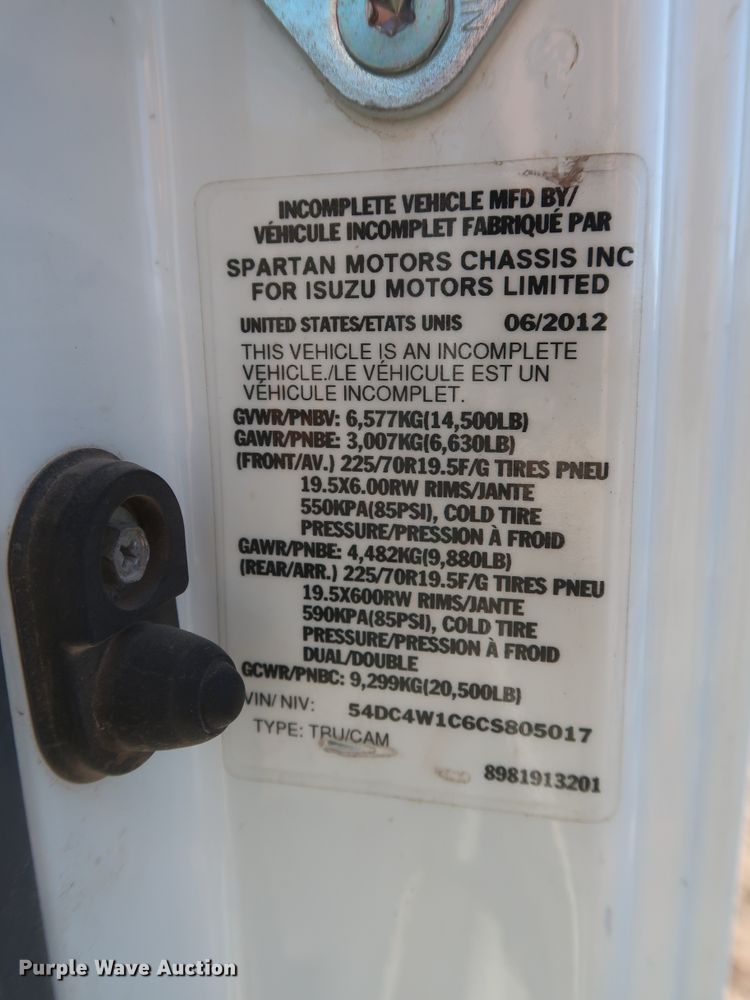 INCOMPLETE VEHICLE MFD BY/
VÉHICULE INCOMPLET FABRIQUÉ PAR
SPARTAN MOTORS CHASSIS INC
FOR ISUZU MOTORS LIMITED
UNITED STATES/ETATS UNIS 06/2012
THIS VEHICLE IS AN INCOMPLETE
VEHICLE./LE VÉHICULE EST UN
VÉHICULE INCOMPLET.
GVWR/PNBV: 6,577KG(14,500LB)
GAWR/PNBE: 3,007KG(6,630LB)
(FRONT/AV.) 225/70R19.5F/G TIRES PNEU
19.5X6.00RW RIMS/JANTE
550KPA(85PSI), COLD TIRE
PRESSURE/PRESSION À FROID
GAWR/PNBE: 4,482KG(9,880LB)
(REAR/ARR.) 225/70R19.5F/G TIRES PNEU
19.5X600RW RIMS/JANTE
590KPA(85PSI), COLD TIRE
PRESSURE/PRESSION À FROID
DUAL/DOUBLE
GCWR/PNBC: 9,299KG(20,500LB)
VIN/NIV: 54DC4W1C6CS805017
TYPE: TRU/CAM
8981913201
Purple Wave Auction